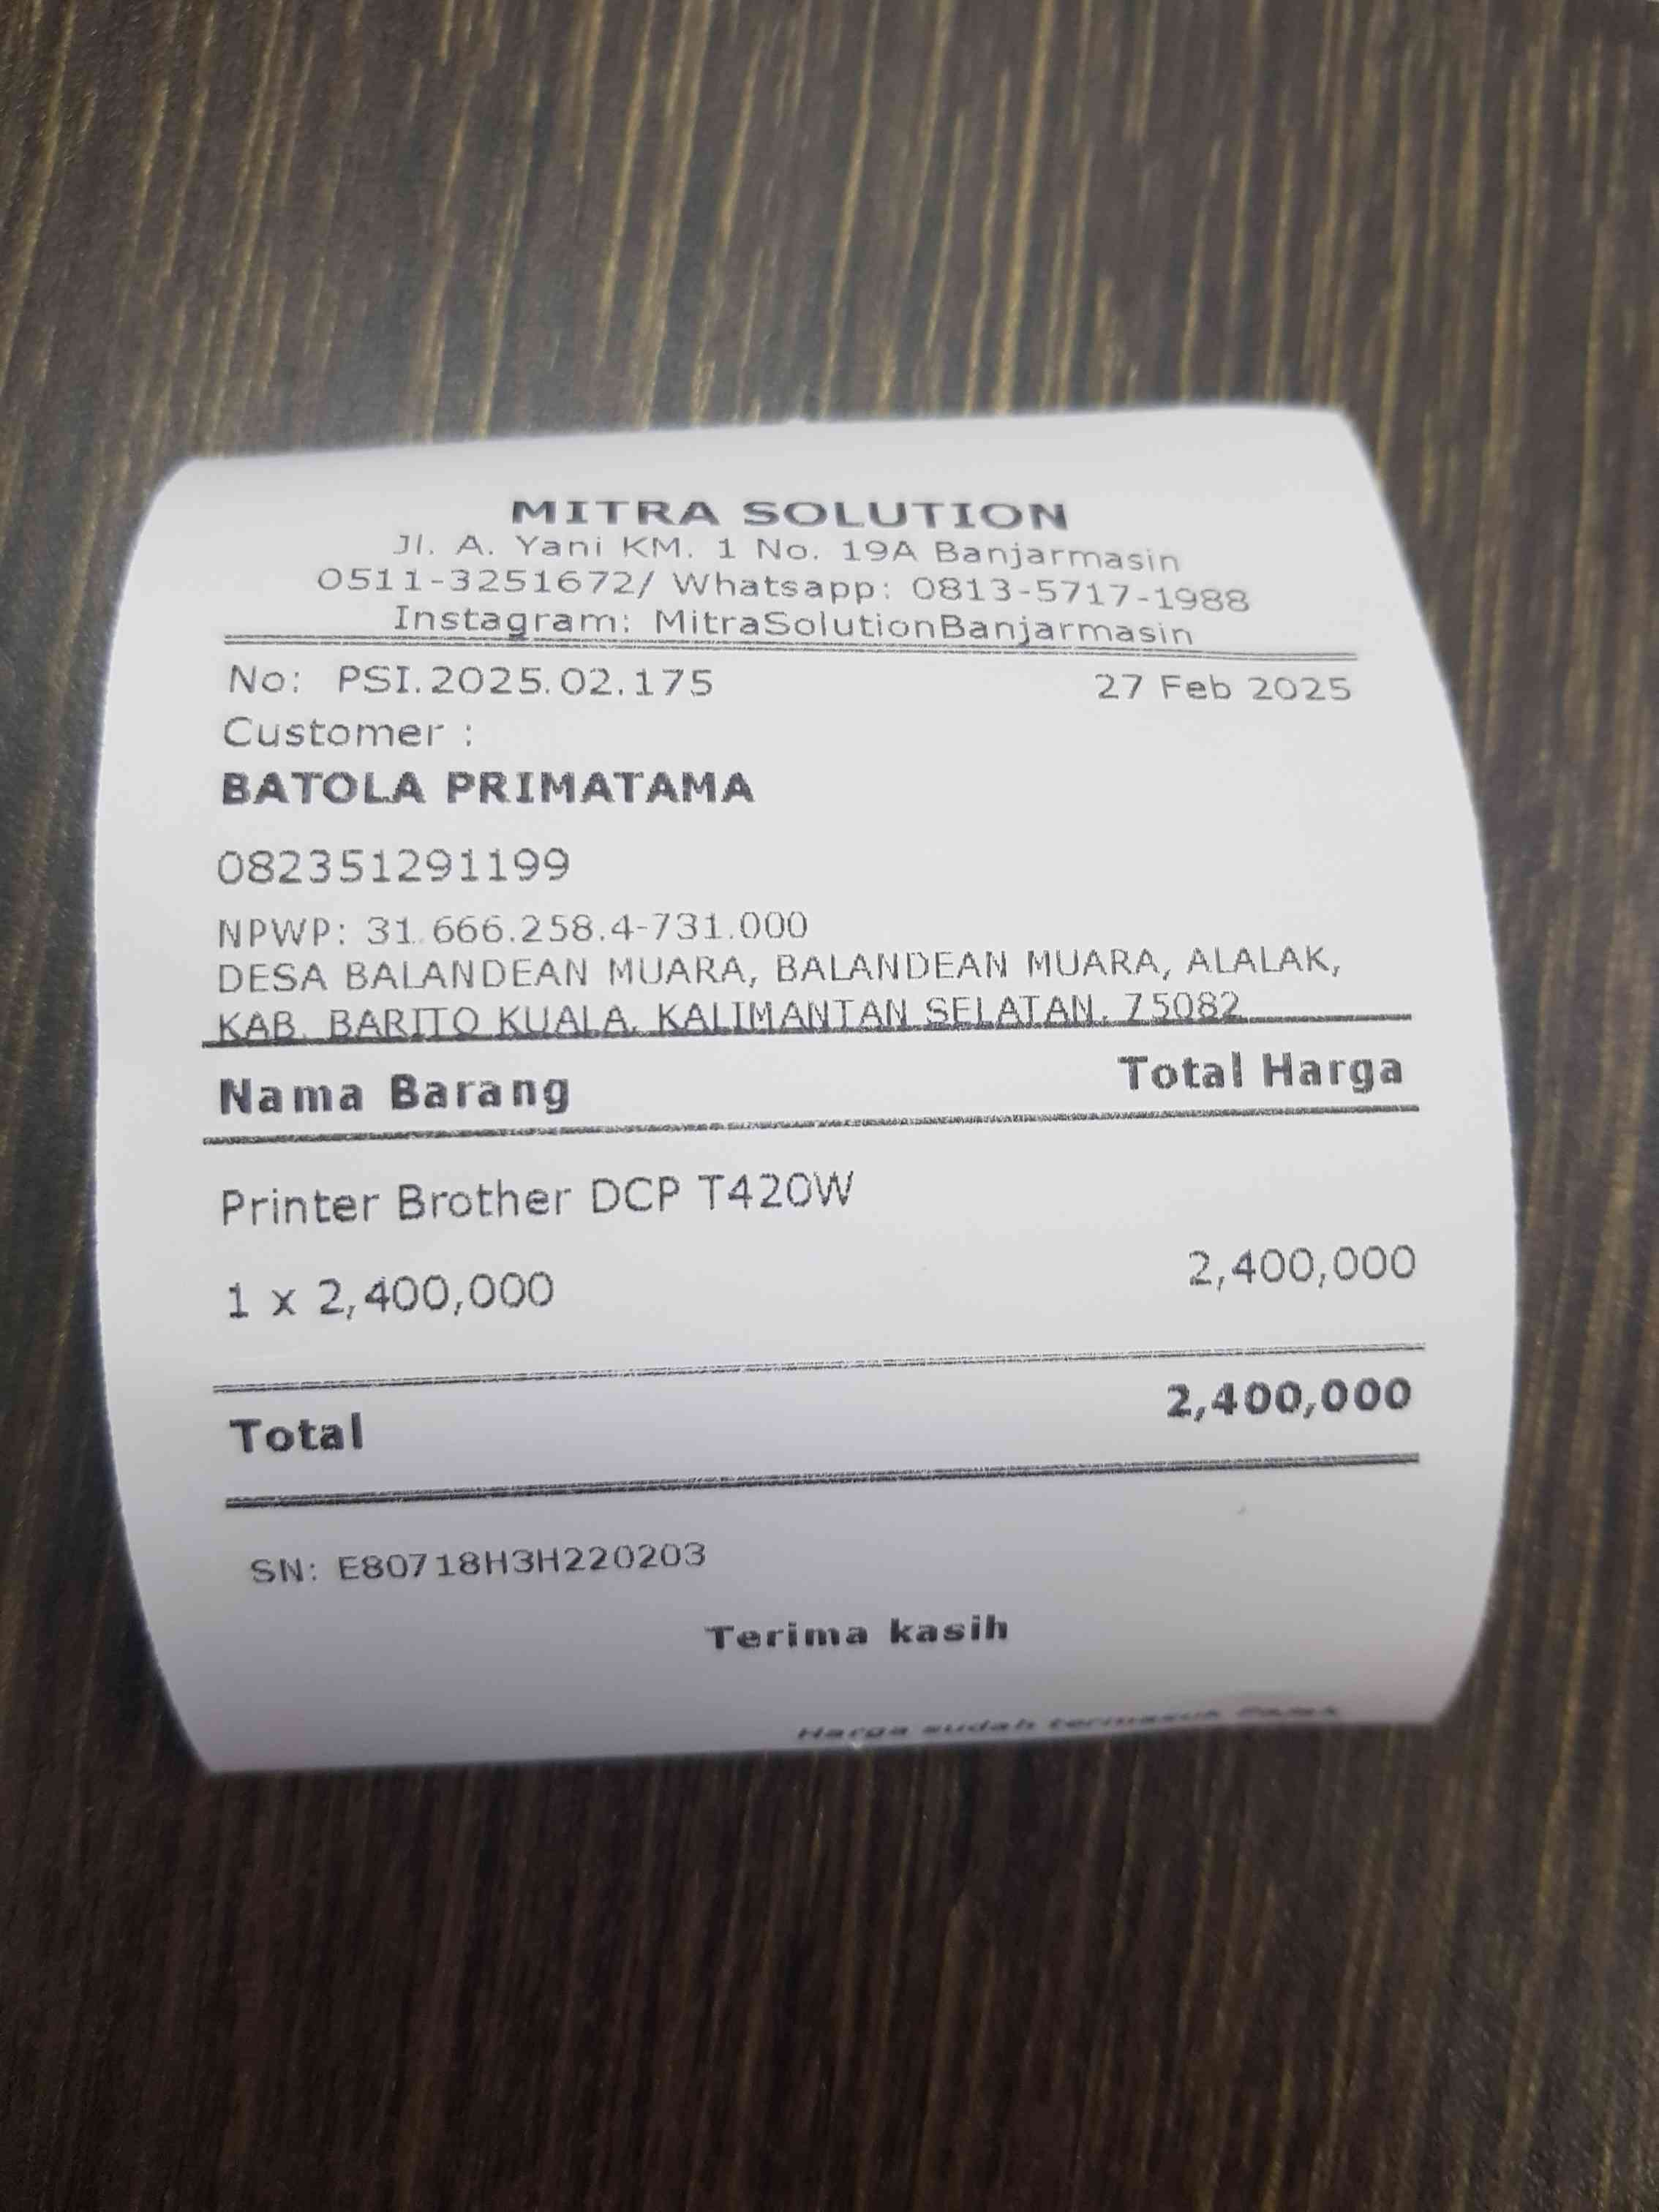 MITRA SOLUTION
Jl. A. Yani KM. 1 No. 19A Banjarmasin
0511-3251672/ Whatsapp: 0813-5717-1988
Instagram: MitraSolutionBanjarmasin
No: PSI.2025.02.175 27 Feb 2025
Customer :
BATOLA PRIMATAMA
082351291199
NPWP: 31.666.258.4-731.000
DESA BALANDEAN MUARA, BALANDEAN MUARA, ALALAK,
KAB. BARITO KUALA, KALIMANTAN SELATAN, 75082
Nama Barang Total Harga
Printer Brother DCP T420W
1 x 2,400,000 2,400,000
Total 2,400,000
SN: E80718H3H220203
Terima kasih
Harga sudah termasuk